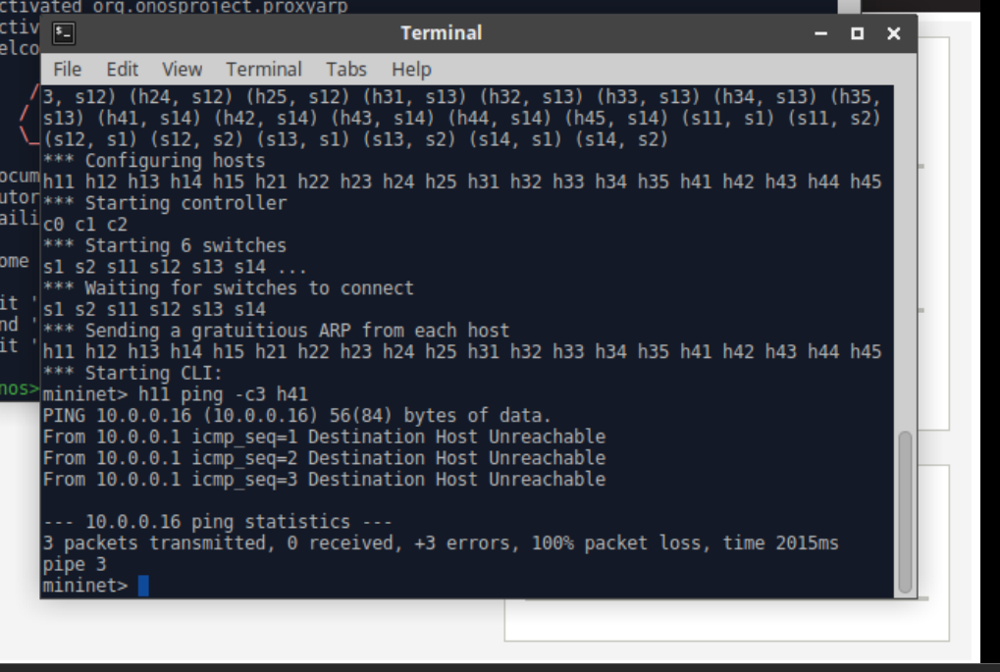 ctivated org.onosproject.proxyarp
ctiv
elco
Terminal
File Edit View Terminal Tabs Help
3, s12) (h24, s12) (h25, s12) (h31, s13) (h32, s13) (h33, s13) (h34, s13) (h35,
s13) (h41, s14) (h42, s14) (h43, s14) (h44, s14) (h45, s14) (s11, s1) (s11, s2)
(s12, s1) (s12, s2) (s13, s1) (s13, s2) (s14, s1) (s14, s2)
*** Configuring hosts
h11 h12 h13 h14 h15 h21 h22 h23 h24 h25 h31 h32 h33 h34 h35 h41 h42 h43 h44 h45
*** Starting controller
c0 c1 c2
*** Starting 6 switches
s1 s2 s11 s12 s13 s14 ...
*** Waiting for switches to connect
s1 s2 s11 s12 s13 s14
*** Sending a gratuitious ARP from each host
h11 h12 h13 h14 h15 h21 h22 h23 h24 h25 h31 h32 h33 h34 h35 h41 h42 h43 h44 h45
*** Starting CLI:
mininet> h11 ping -c3 h41
PING 10.0.0.16 (10.0.0.16) 56(84) bytes of data.
From 10.0.0.1 icmp_seq=1 Destination Host Unreachable
From 10.0.0.1 icmp_seq=2 Destination Host Unreachable
From 10.0.0.1 icmp_seq=3 Destination Host Unreachable
--- 10.0.0.16 ping statistics ---
3 packets transmitted, 0 received, +3 errors, 100% packet loss, time 2015ms
pipe 3
mininet>
ocum
utor
aili
ome
it '
nd '
it '
nos>